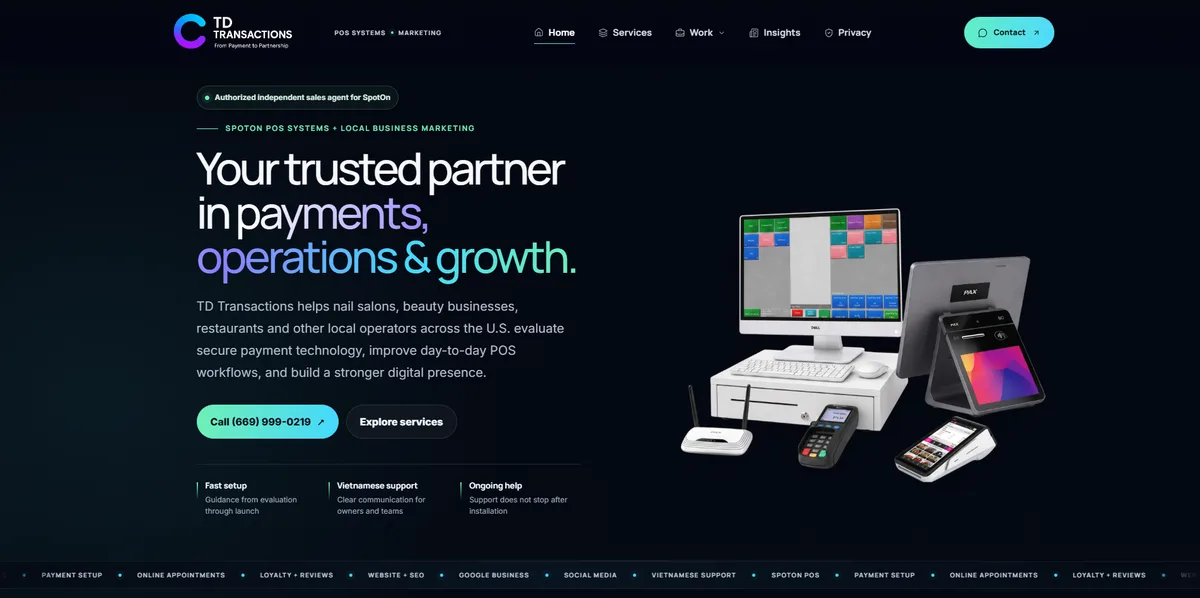 TD
TRANSACTIONS
From Payment to Partnership
POS SYSTEMS • MARKETING
Home
Services
Work
Insights
Privacy
Contact ↗
Authorized independent sales agent for SpotOn
SPOTON POS SYSTEMS + LOCAL BUSINESS MARKETING
Your trusted partner
in payments,
operations & growth.
TD Transactions helps nail salons, beauty businesses,
restaurants and other local operators across the U.S. evaluate
secure payment technology, improve day-to-day POS
workflows, and build a stronger digital presence.
Call (669) 999-0219 ↗
Explore services
Fast setup
Guidance from evaluation
through launch
Vietnamese support
Clear communication for
owners and teams
Ongoing help
Support does not stop after
installation
DELL
PAX
PAX
PAYMENT SETUP • ONLINE APPOINTMENTS • LOYALTY + REVIEWS • WEBSITE + SEO • GOOGLE BUSINESS • SOCIAL MEDIA • VIETNAMESE SUPPORT • SPOTON POS • PAYMENT SETUP • ONLINE APPOINTMENTS • LOYALTY + REVIEWS •